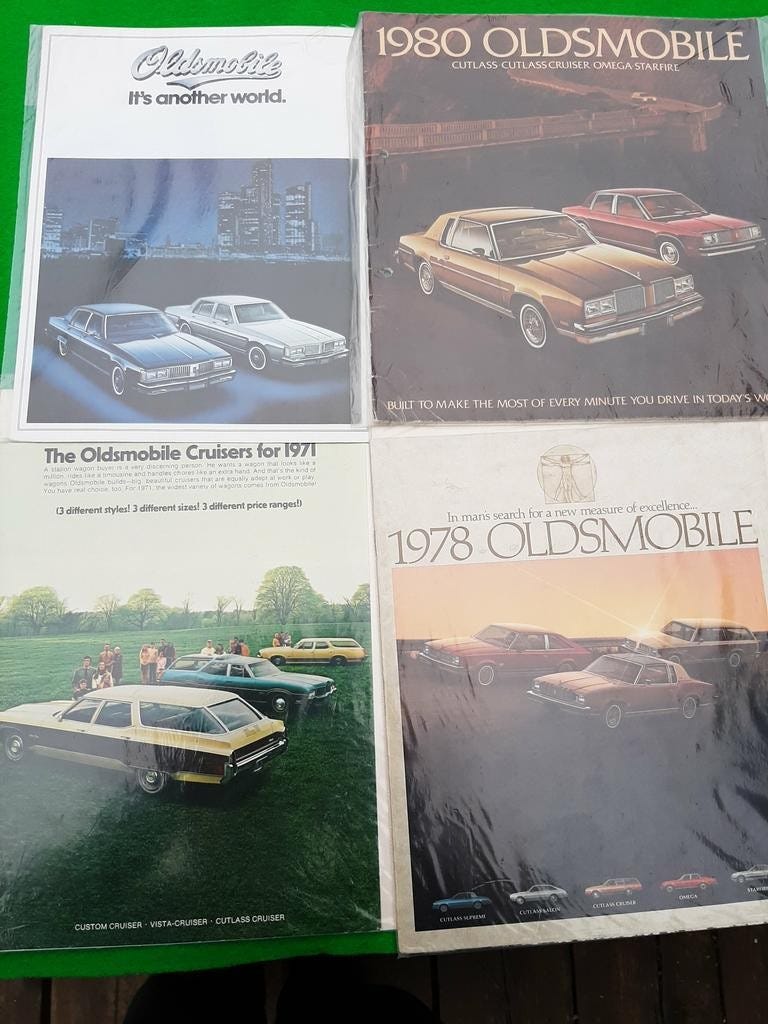 Oldsmobile
It's another world.
1980 OLDSMOBILE
CUTLASS·CUTLASS CRUISER·OMEGA·STARFIRE
BUILT TO MAKE THE MOST OF EVERY MINUTE YOU DRIVE IN TODAY'S
The Oldsmobile Cruisers for 1971
A station wagon buyer is a very discerning person. He wants a wagon that looks like a
million, rides like a limousine and handles chores like an extra hand. And that's the kind of
wagons Oldsmobile builds—big, beautiful cruisers that are equally adept at work or play.
You have real choice, too. For 1971, the widest variety of wagons comes from Oldsmobile!
(3 different styles! 3 different sizes! 3 different price ranges!)
CUSTOM CRUISER · VISTA-CRUISER · CUTLASS CRUISER
In man's search for a new measure of excellence...
1978 OLDSMOBILE
CUTLASS SUPREME
CUTLASS SALON
CUTLASS CRUISER
OMEGA